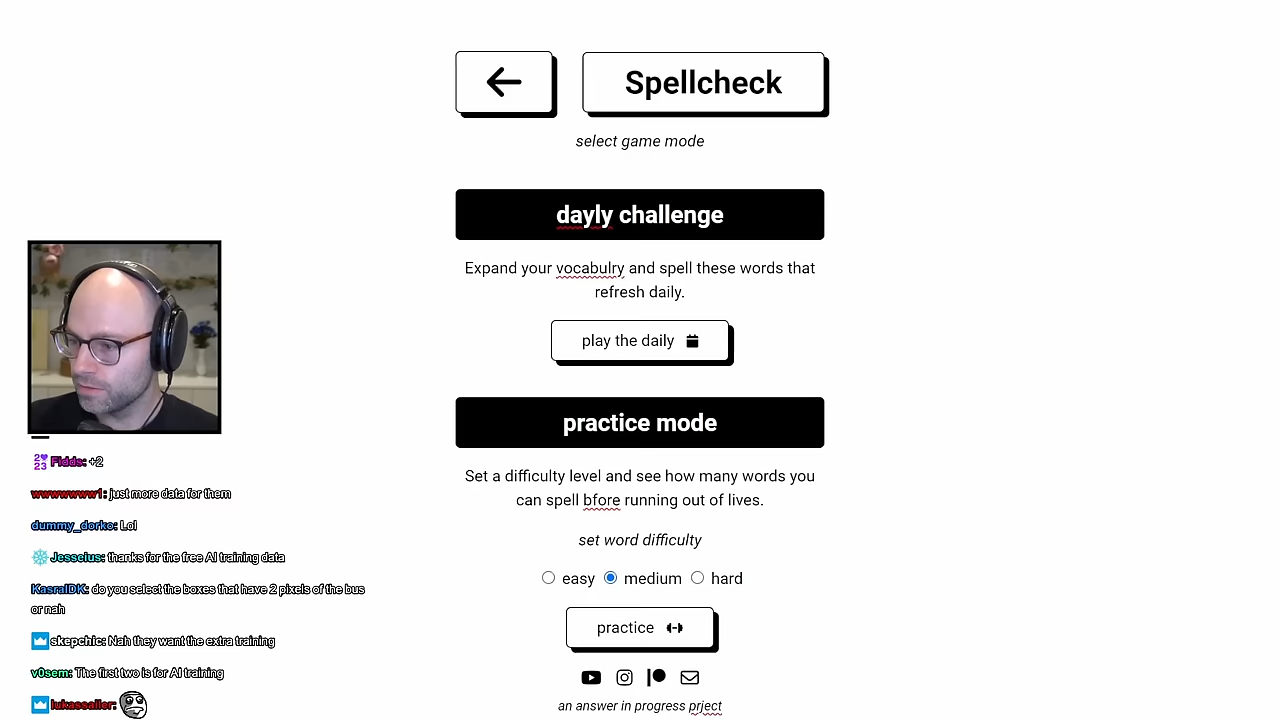 Spellcheck
select game mode
dayly challenge
Expand your vocabulry and spell these words that
refresh daily.
play the daily
practice mode
Set a difficulty level and see how many words you
can spell bfore running out of lives.
set word difficulty
easy medium hard
practice
an answer in progress prject
2 23 Fidds: +2
wwwwwww1: just more data for them
dummy_dorko: Lol
Jesseius: thanks for the free AI training data
KasralDK: do you select the boxes that have 2 pixels of the bus
or nah
skepchic: Nah they want the extra training
v0sem: The first two is for AI training